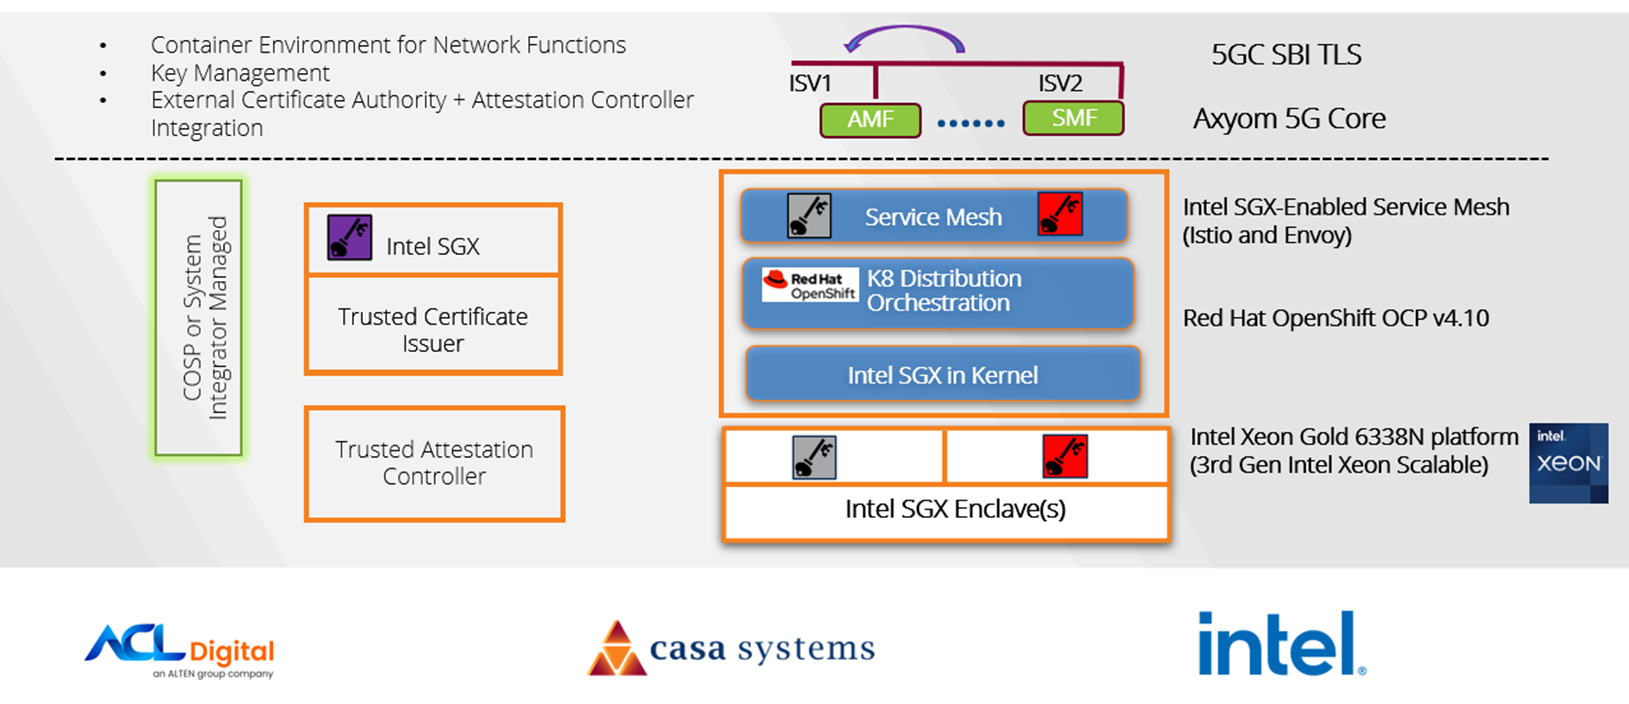 • Container Environment for Network Functions
• Key Management
• External Certificate Authority + Attestation Controller
Integration
ISV1
ISV2
AMF
SMF
5GC SBI TLS
Axyom 5G Core
COSP or System
Integrator Managed
Intel SGX
Trusted Certificate
Issuer
Trusted Attestation
Controller
Service Mesh
Red Hat
OpenShift
K8 Distribution
Orchestration
Intel SGX in Kernel
Intel SGX Enclave(s)
Intel SGX-Enabled Service Mesh
(Istio and Envoy)
Red Hat OpenShift OCP v4.10
Intel Xeon Gold 6338N platform
(3rd Gen Intel Xeon Scalable)
intel.
xeon®
ACL Digital
an ALTEN group company
casa systems
intel®